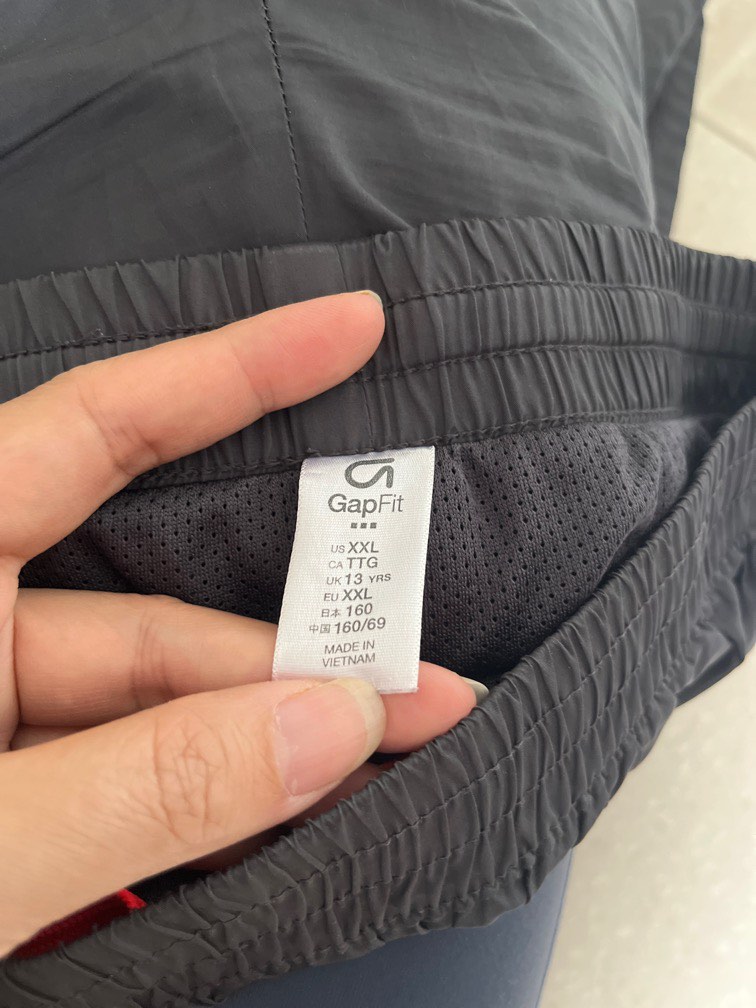 GapFit
US XXL
CA TTG
UK 13 YRS
EU XXL
日本 160
中国 160/69
MADE IN
VIETNAM